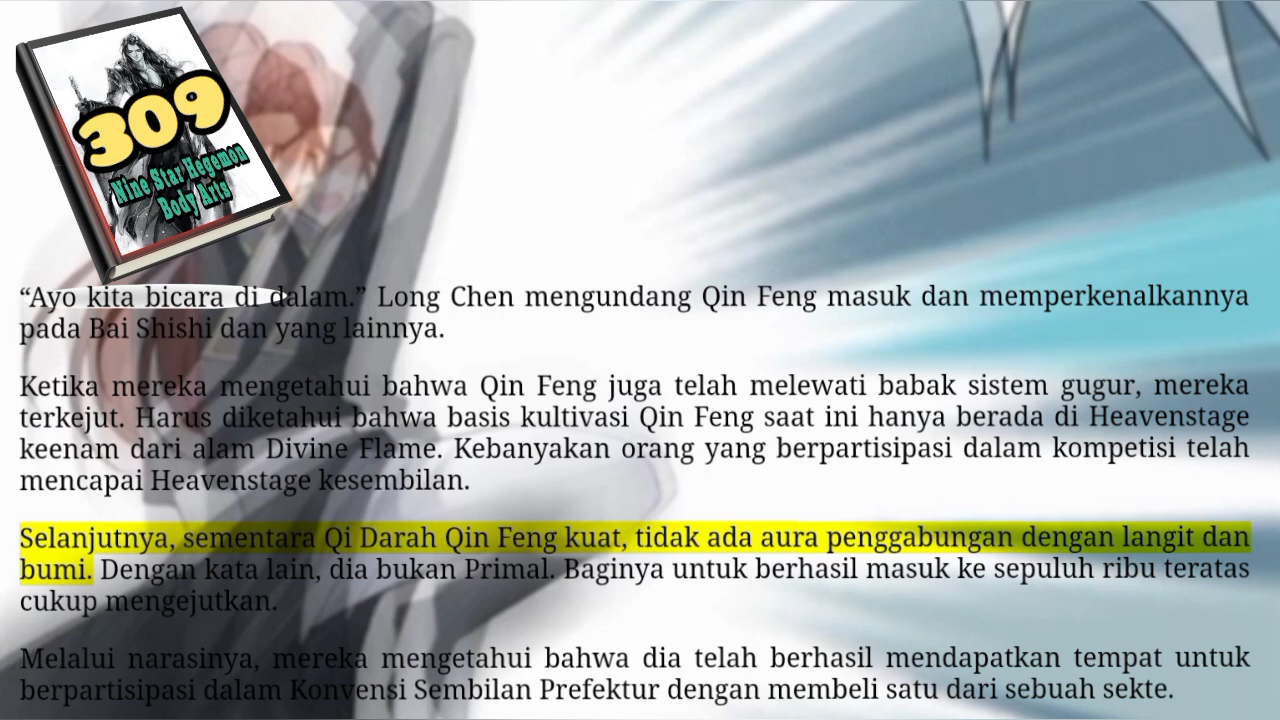 309
Nine Star Hegemon
Body Arts
“Ayo kita bicara di dalam.” Long Chen mengundang Qin Feng masuk dan memperkenalkannya
pada Bai Shishi dan yang lainnya.
Ketika mereka mengetahui bahwa Qin Feng juga telah melewati babak sistem gugur, mereka
terkejut. Harus diketahui bahwa basis kultivasi Qin Feng saat ini hanya berada di Heavenstage
keenam dari alam Divine Flame. Kebanyakan orang yang berpartisipasi dalam kompetisi telah
mencapai Heavenstage kesembilan.
Selanjutnya, sementara Qi Darah Qin Feng kuat, tidak ada aura penggabungan dengan langit dan
bumi. Dengan kata lain, dia bukan Primal. Baginya untuk berhasil masuk ke sepuluh ribu teratas
cukup mengejutkan.
Melalui narasinya, mereka mengetahui bahwa dia telah berhasil mendapatkan tempat untuk
berpartisipasi dalam Konvensi Sembilan Prefektur dengan membeli satu dari sebuah sekte.